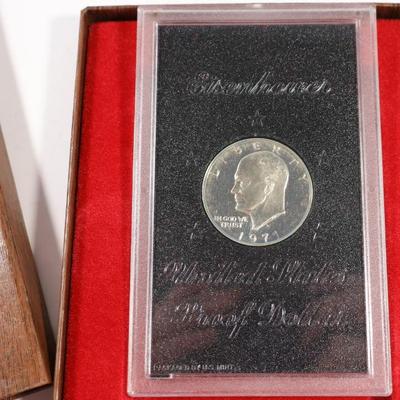 Eisenhower
LIBERTY
IN GOD WE
TRUST
1971
United States
Proof Dollar
PACKAGED BY U.S. MINT